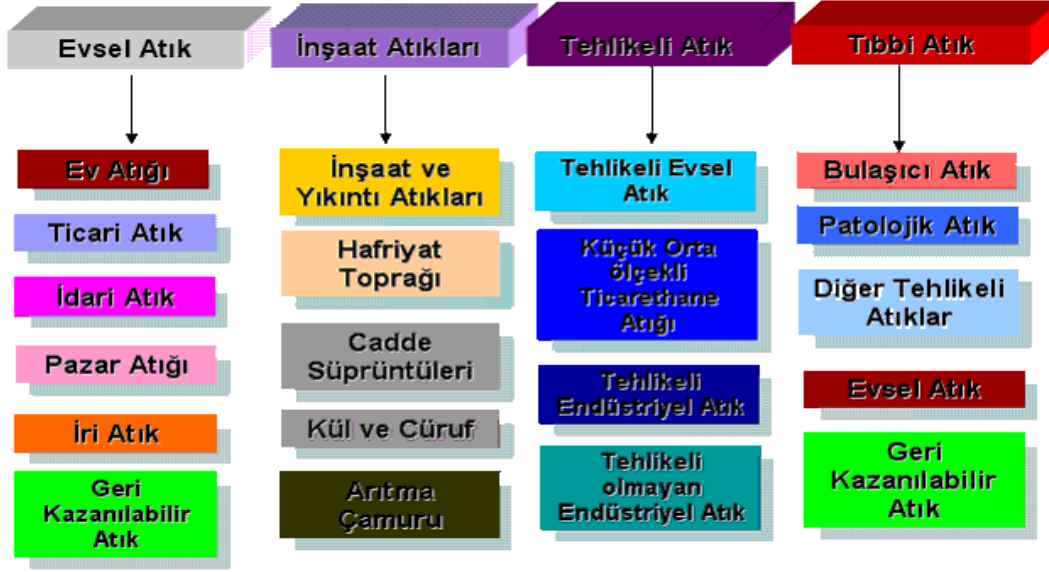 Evsel Atık
İnşaat Atıkları
Tehlikeli Atık
Tıbbi Atık
Ev Atığı
Ticari Atık
İdari Atık
Pazar Atığı
İri Atık
Geri
Kazanılabilir
Atık
İnşaat ve
Yıkıntı Atıkları
Hafriyat
Toprağı
Cadde
Süprüntüleri
Kül ve Cüruf
Arıtma
Çamuru
Tehlikeli Evsel
Atık
Küçük Orta
ölçekli
Ticarethane
Atığı
Tehlikeli
Endüstriyel Atık
Tehlikeli
olmayan
Endüstriyel Atık
Bulaşıcı Atık
Patolojik Atık
Diğer Tehlikeli
Atıklar
Evsel Atık
Geri
Kazanılabilir
Atık